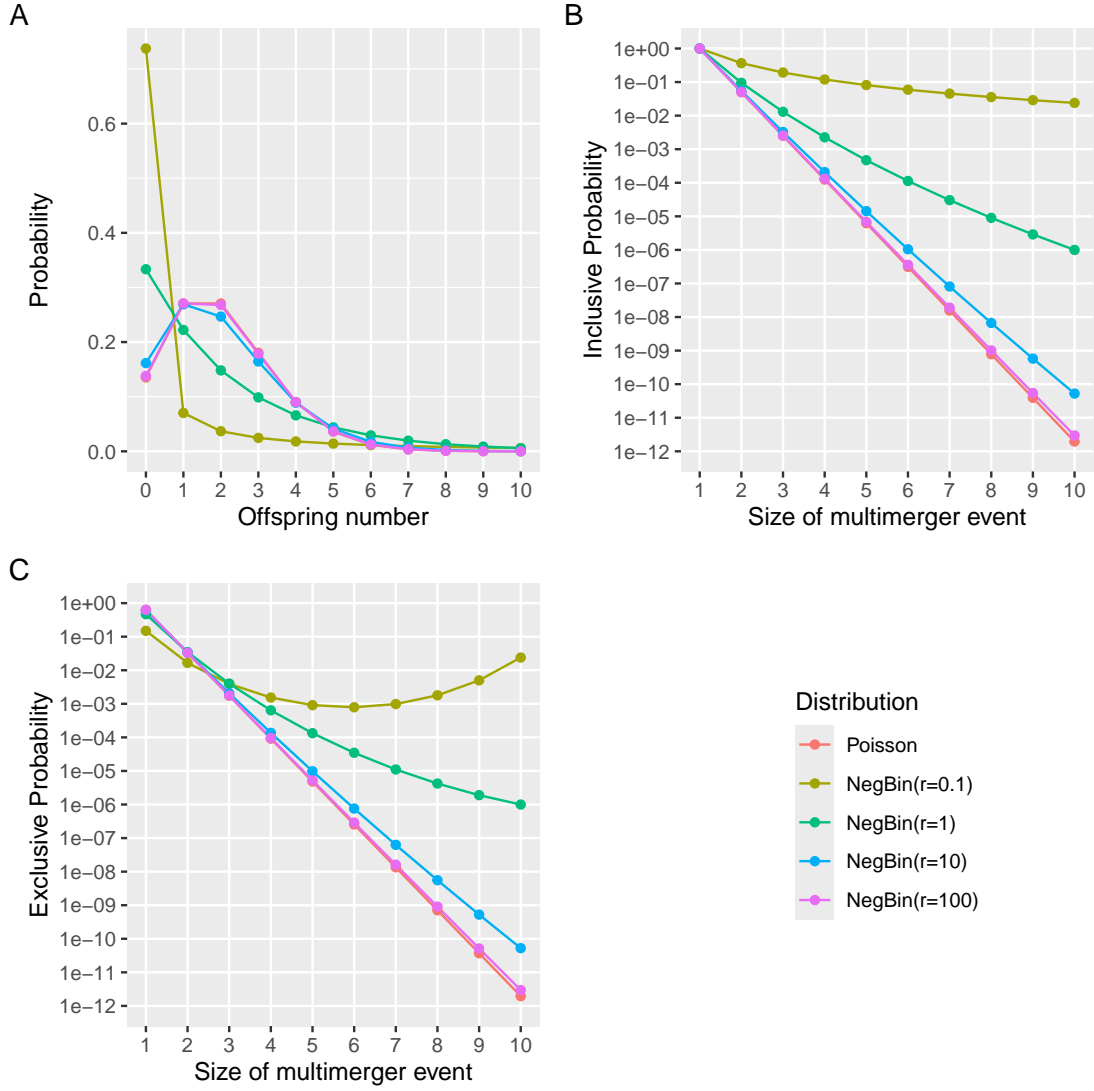 A
Probability
0.6
0.4
0.2
0.0
0 1 2 3 4 5 6 7 8 9 10
Offspring number
B
Inclusive Probability
1e+00
1e−01
1e−02
1e−03
1e−04
1e−05
1e−06
1e−07
1e−08
1e−09
1e−10
1e−11
1e−12
1 2 3 4 5 6 7 8 9 10
Size of multimerger event
C
Exclusive Probability
1e+00
1e−01
1e−02
1e−03
1e−04
1e−05
1e−06
1e−07
1e−08
1e−09
1e−10
1e−11
1e−12
1 2 3 4 5 6 7 8 9 10
Size of multimerger event
Distribution
Poisson
NegBin(r=0.1)
NegBin(r=1)
NegBin(r=10)
NegBin(r=100)